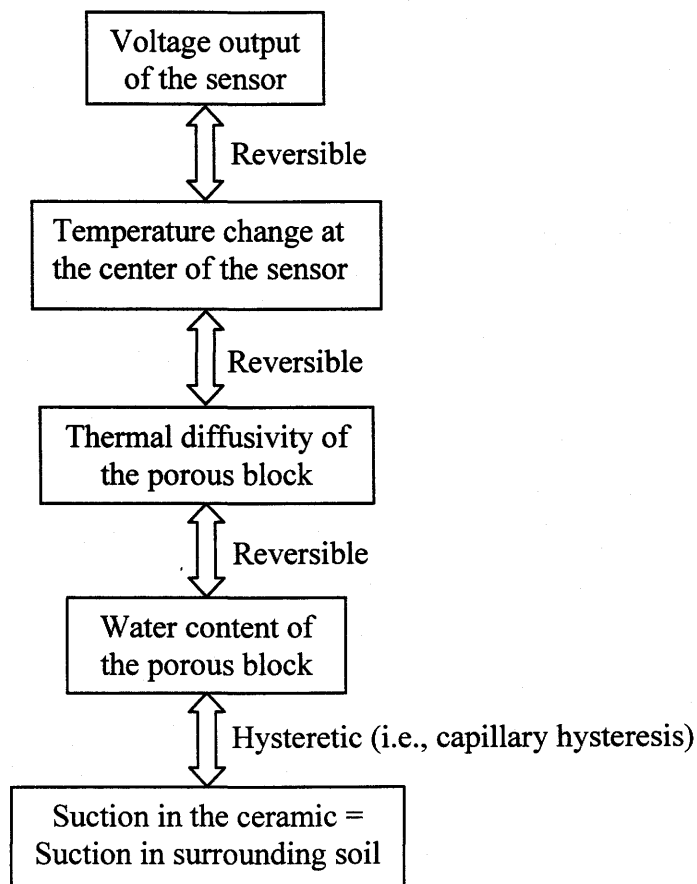 Voltage output
of the sensor
Reversible
Temperature change at
the center of the sensor
Reversible
Thermal diffusivity of
the porous block
Reversible
Water content of
the porous block
Hysteretic (i.e., capillary hysteresis)
Suction in the ceramic =
Suction in surrounding soil